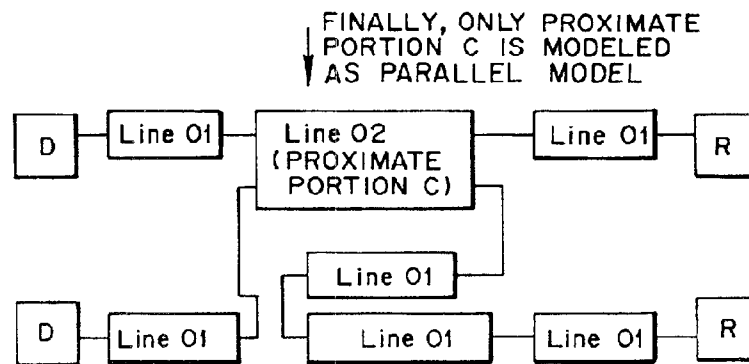 FINALLY, ONLY PROXIMATE
PORTION C IS MODELED
AS PARALLEL MODEL
D
Line 01
Line 02
(PROXIMATE
PORTION C)
Line 01
R
Line 01
D
Line 01
Line 01
Line 01
R